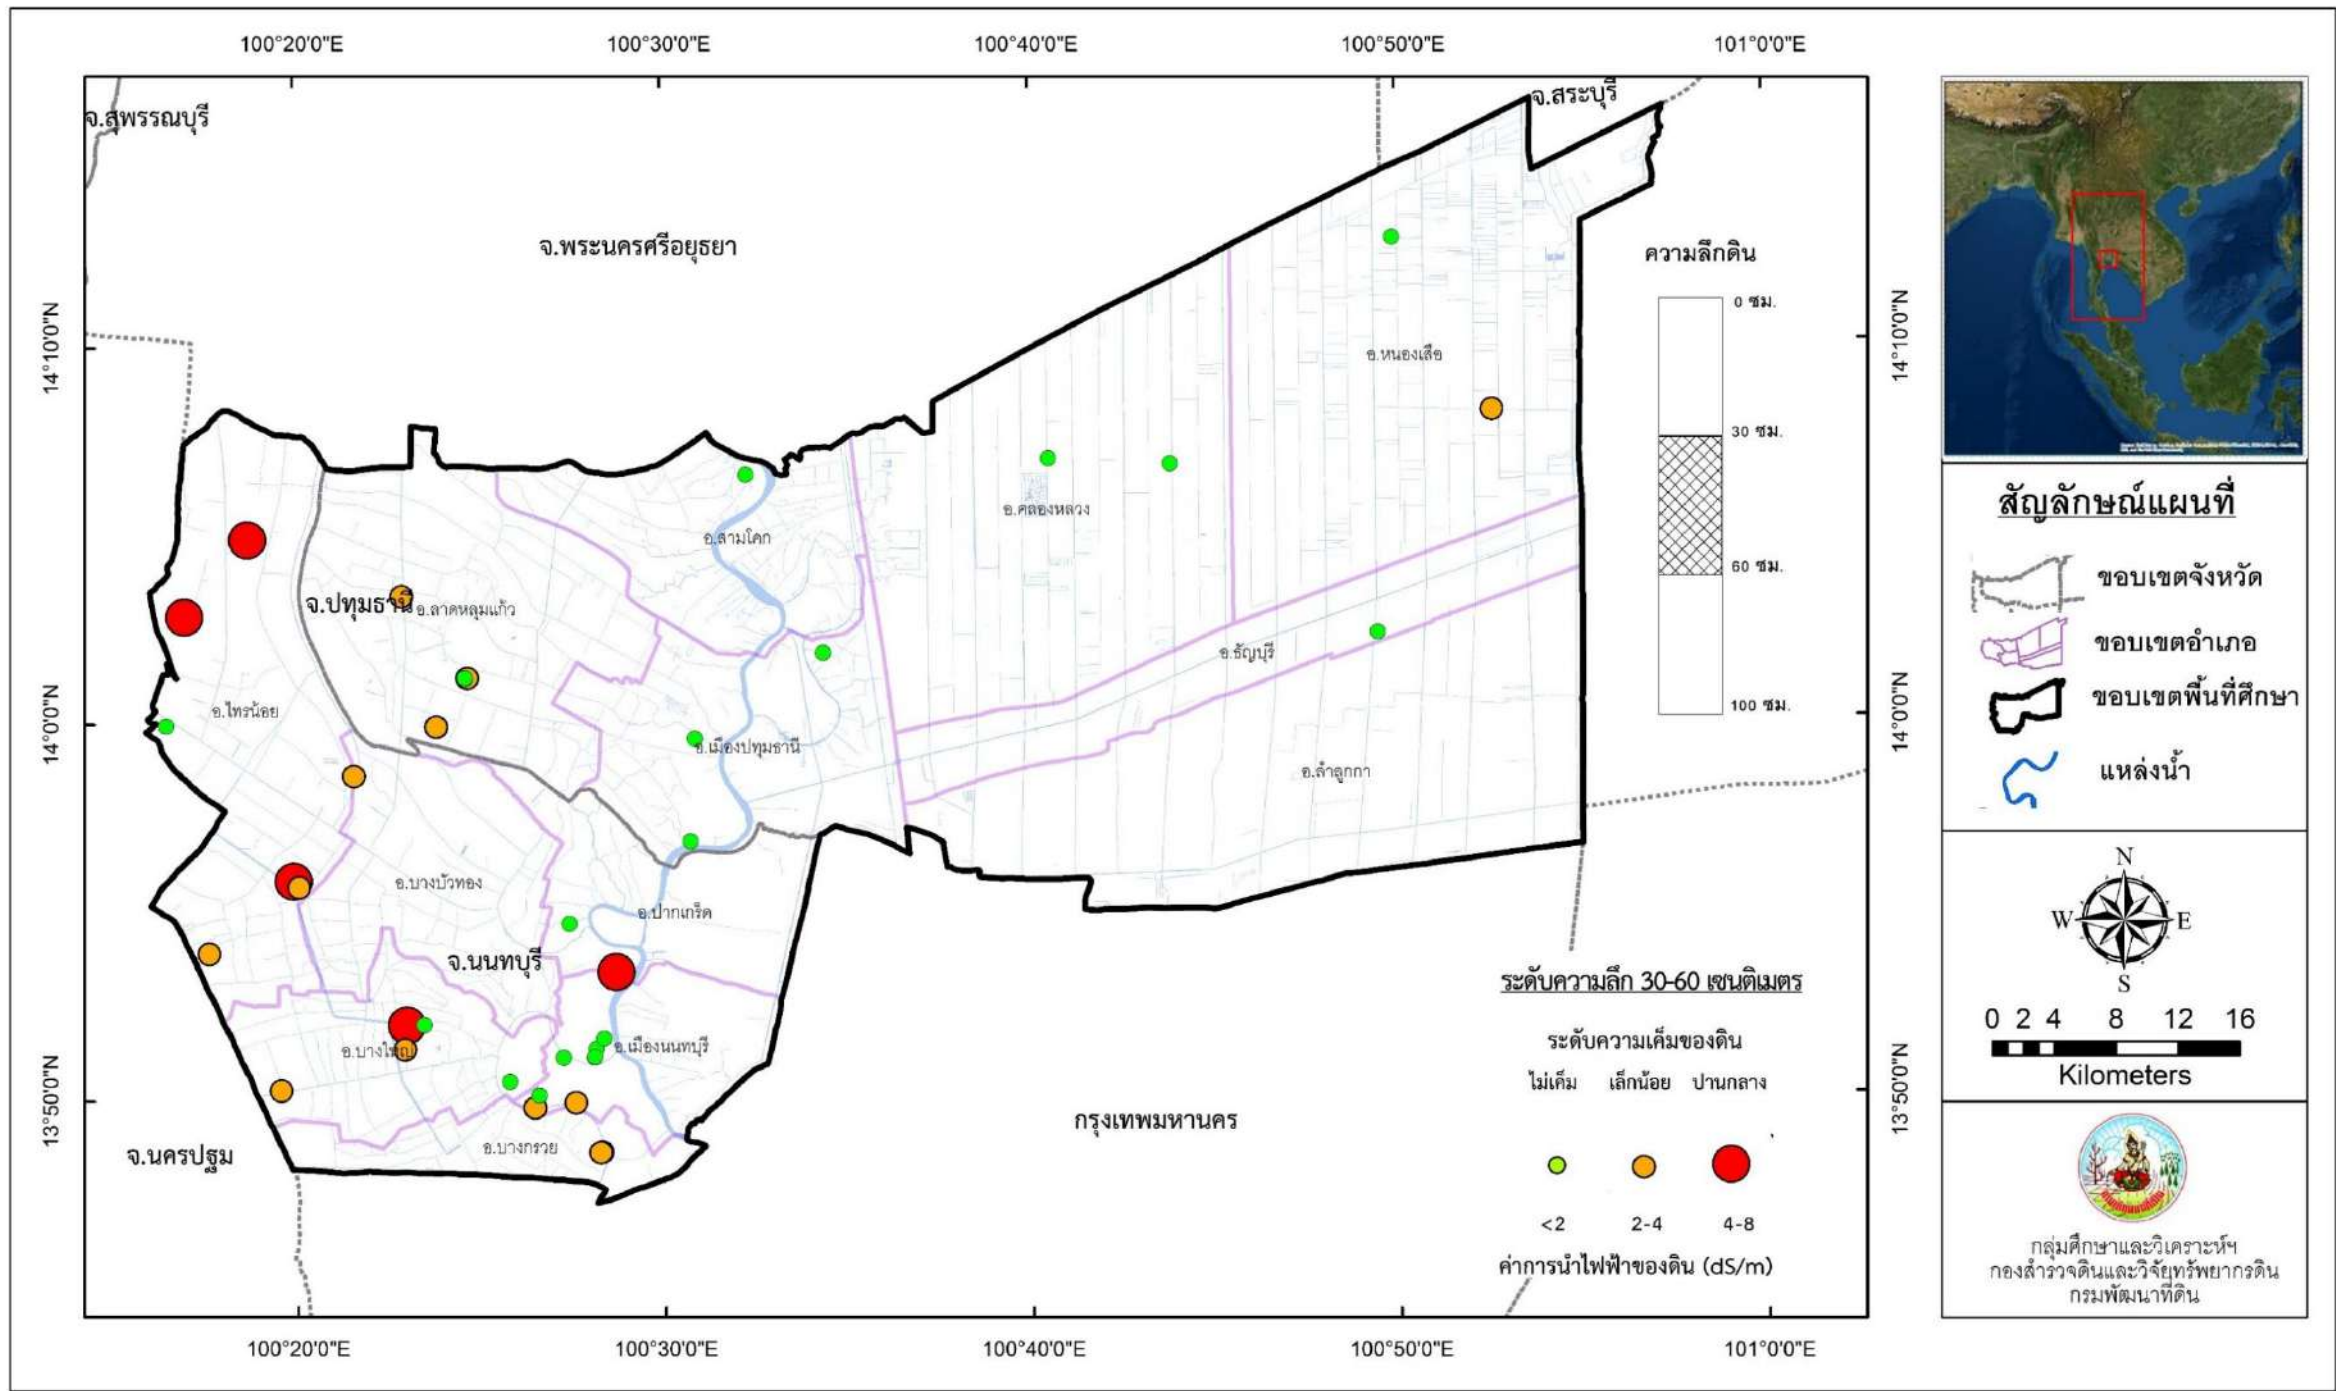 100°20'0"E 100°30'0"E 100°40'0"E 100°50'0"E 101°0'0"E
จ.สุพรรณบุรี
จ.สระบุรี
จ.พระนครศรีอยุธยา
ความลึกดิน
0 ซม.
30 ซม.
60 ซม.
100 ซม.
14°10'0"N
14°10'0"N
อ.หนองเสือ
อ.คลองหลวง
อ.สามโคก
จ.ปทุมธานี
อ.ลาดหลุมแก้ว
อ.ธัญบุรี
อ.ไทรน้อย
14°0'0"N
14°0'0"N
อ.เมืองปทุมธานี
อ.ลำลูกกา
อ.บางบัวทอง
อ.ปากเกร็ด
จ.นนทบุรี
อ.บางใหญ่
อ.เมืองนนทบุรี
13°50'0"N
13°50'0"N
อ.บางกรวย
จ.นครปฐม
กรุงเทพมหานคร
ระดับความลึก 30-60 เซนติเมตร
ระดับความเค็มของดิน
ไม่เค็ม เล็กน้อย ปานกลาง
<2 2-4 4-8
ค่าการนำไฟฟ้าของดิน (dS/m)
100°20'0"E 100°30'0"E 100°40'0"E 100°50'0"E 101°0'0"E
สัญลักษณ์แผนที่
ขอบเขตจังหวัด
ขอบเขตอำเภอ
ขอบเขตพื้นที่ศึกษา
แหล่งน้ำ
N
W E
S
0 2 4 8 12 16
Kilometers
กลุ่มศึกษาและวิเคราะห์ฯ
กองสำรวจดินและวิจัยทรัพยากรดิน
กรมพัฒนาที่ดิน